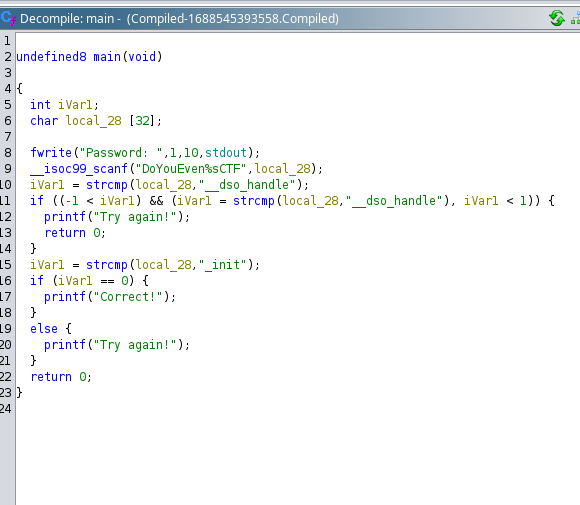 Decompile: main - (Compiled-1688545393558.Compiled)
1
2 undefined8 main(void)
3
4 {
5 int iVar1;
6 char local_28 [32];
7
8 fwrite("Password: ",1,10,stdout);
9 __isoc99_scanf("DoYouEven%sCTF",local_28);
10 iVar1 = strcmp(local_28,"__dso_handle");
11 if ((-1 < iVar1) && (iVar1 = strcmp(local_28,"__dso_handle"), iVar1 < 1)) {
12 printf("Try again!");
13 return 0;
14 }
15 iVar1 = strcmp(local_28,"_init");
16 if (iVar1 == 0) {
17 printf("Correct!");
18 }
19 else {
20 printf("Try again!");
21 }
22 return 0;
23 }
24